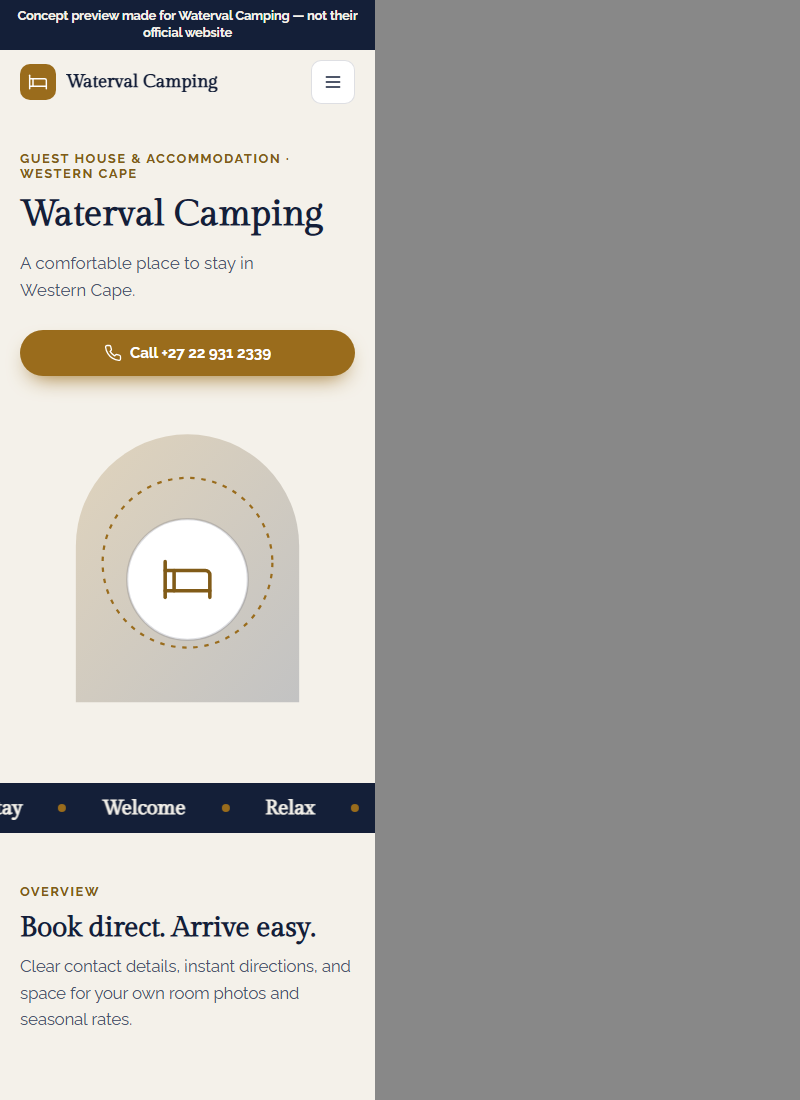 Concept preview made for Waterval Camping — not their
official website
Waterval Camping
GUEST HOUSE & ACCOMMODATION ·
WESTERN CAPE
Waterval Camping
A comfortable place to stay in
Western Cape.
Call +27 22 931 2339
tay • Welcome • Relax •
OVERVIEW
Book direct. Arrive easy.
Clear contact details, instant directions, and
space for your own room photos and
seasonal rates.